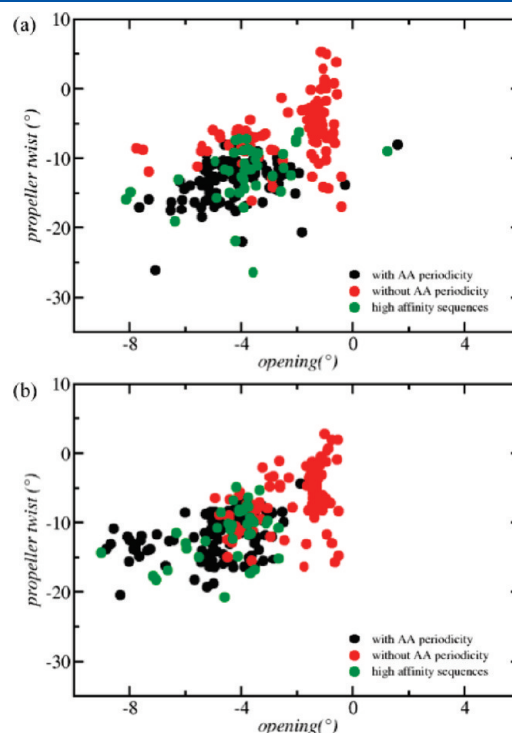 (a)
10
0
-10
-20
-30
propeller twist (°)
with AA periodicity
without AA periodicity
high affinity sequences
-8 -4 0 4
opening(°)
(b)
10
0
-10
-20
-30
propeller twist (°)
with AA periodicity
without AA periodicity
high affinity sequences
-8 -4 0 4
opening(°)